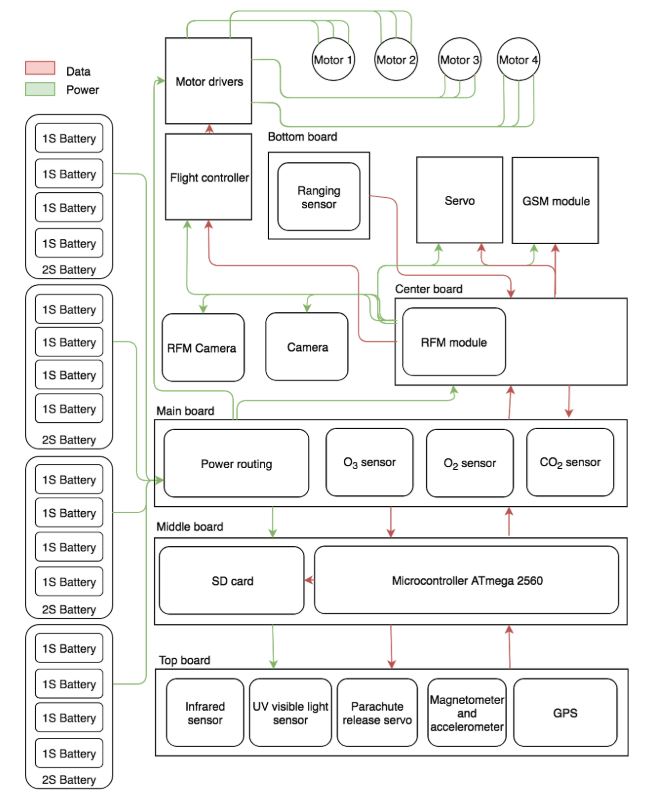 Data
Power
Motor drivers
Motor 1
Motor 2
Motor 3
Motor 4
Flight controller
Bottom board
Ranging
sensor
Servo
GSM module
1S Battery
1S Battery
1S Battery
1S Battery
2S Battery
1S Battery
1S Battery
1S Battery
1S Battery
2S Battery
1S Battery
1S Battery
1S Battery
1S Battery
2S Battery
1S Battery
1S Battery
1S Battery
1S Battery
2S Battery
Center board
RFM module
RFM Camera
Camera
Main board
Power routing
O3 sensor
O2 sensor
CO2 sensor
Middle board
SD card
Microcontroller ATmega 2560
Top board
Infrared
sensor
UV visible light
sensor
Parachute
release servo
Magnetometer
and
accelerometer
GPS